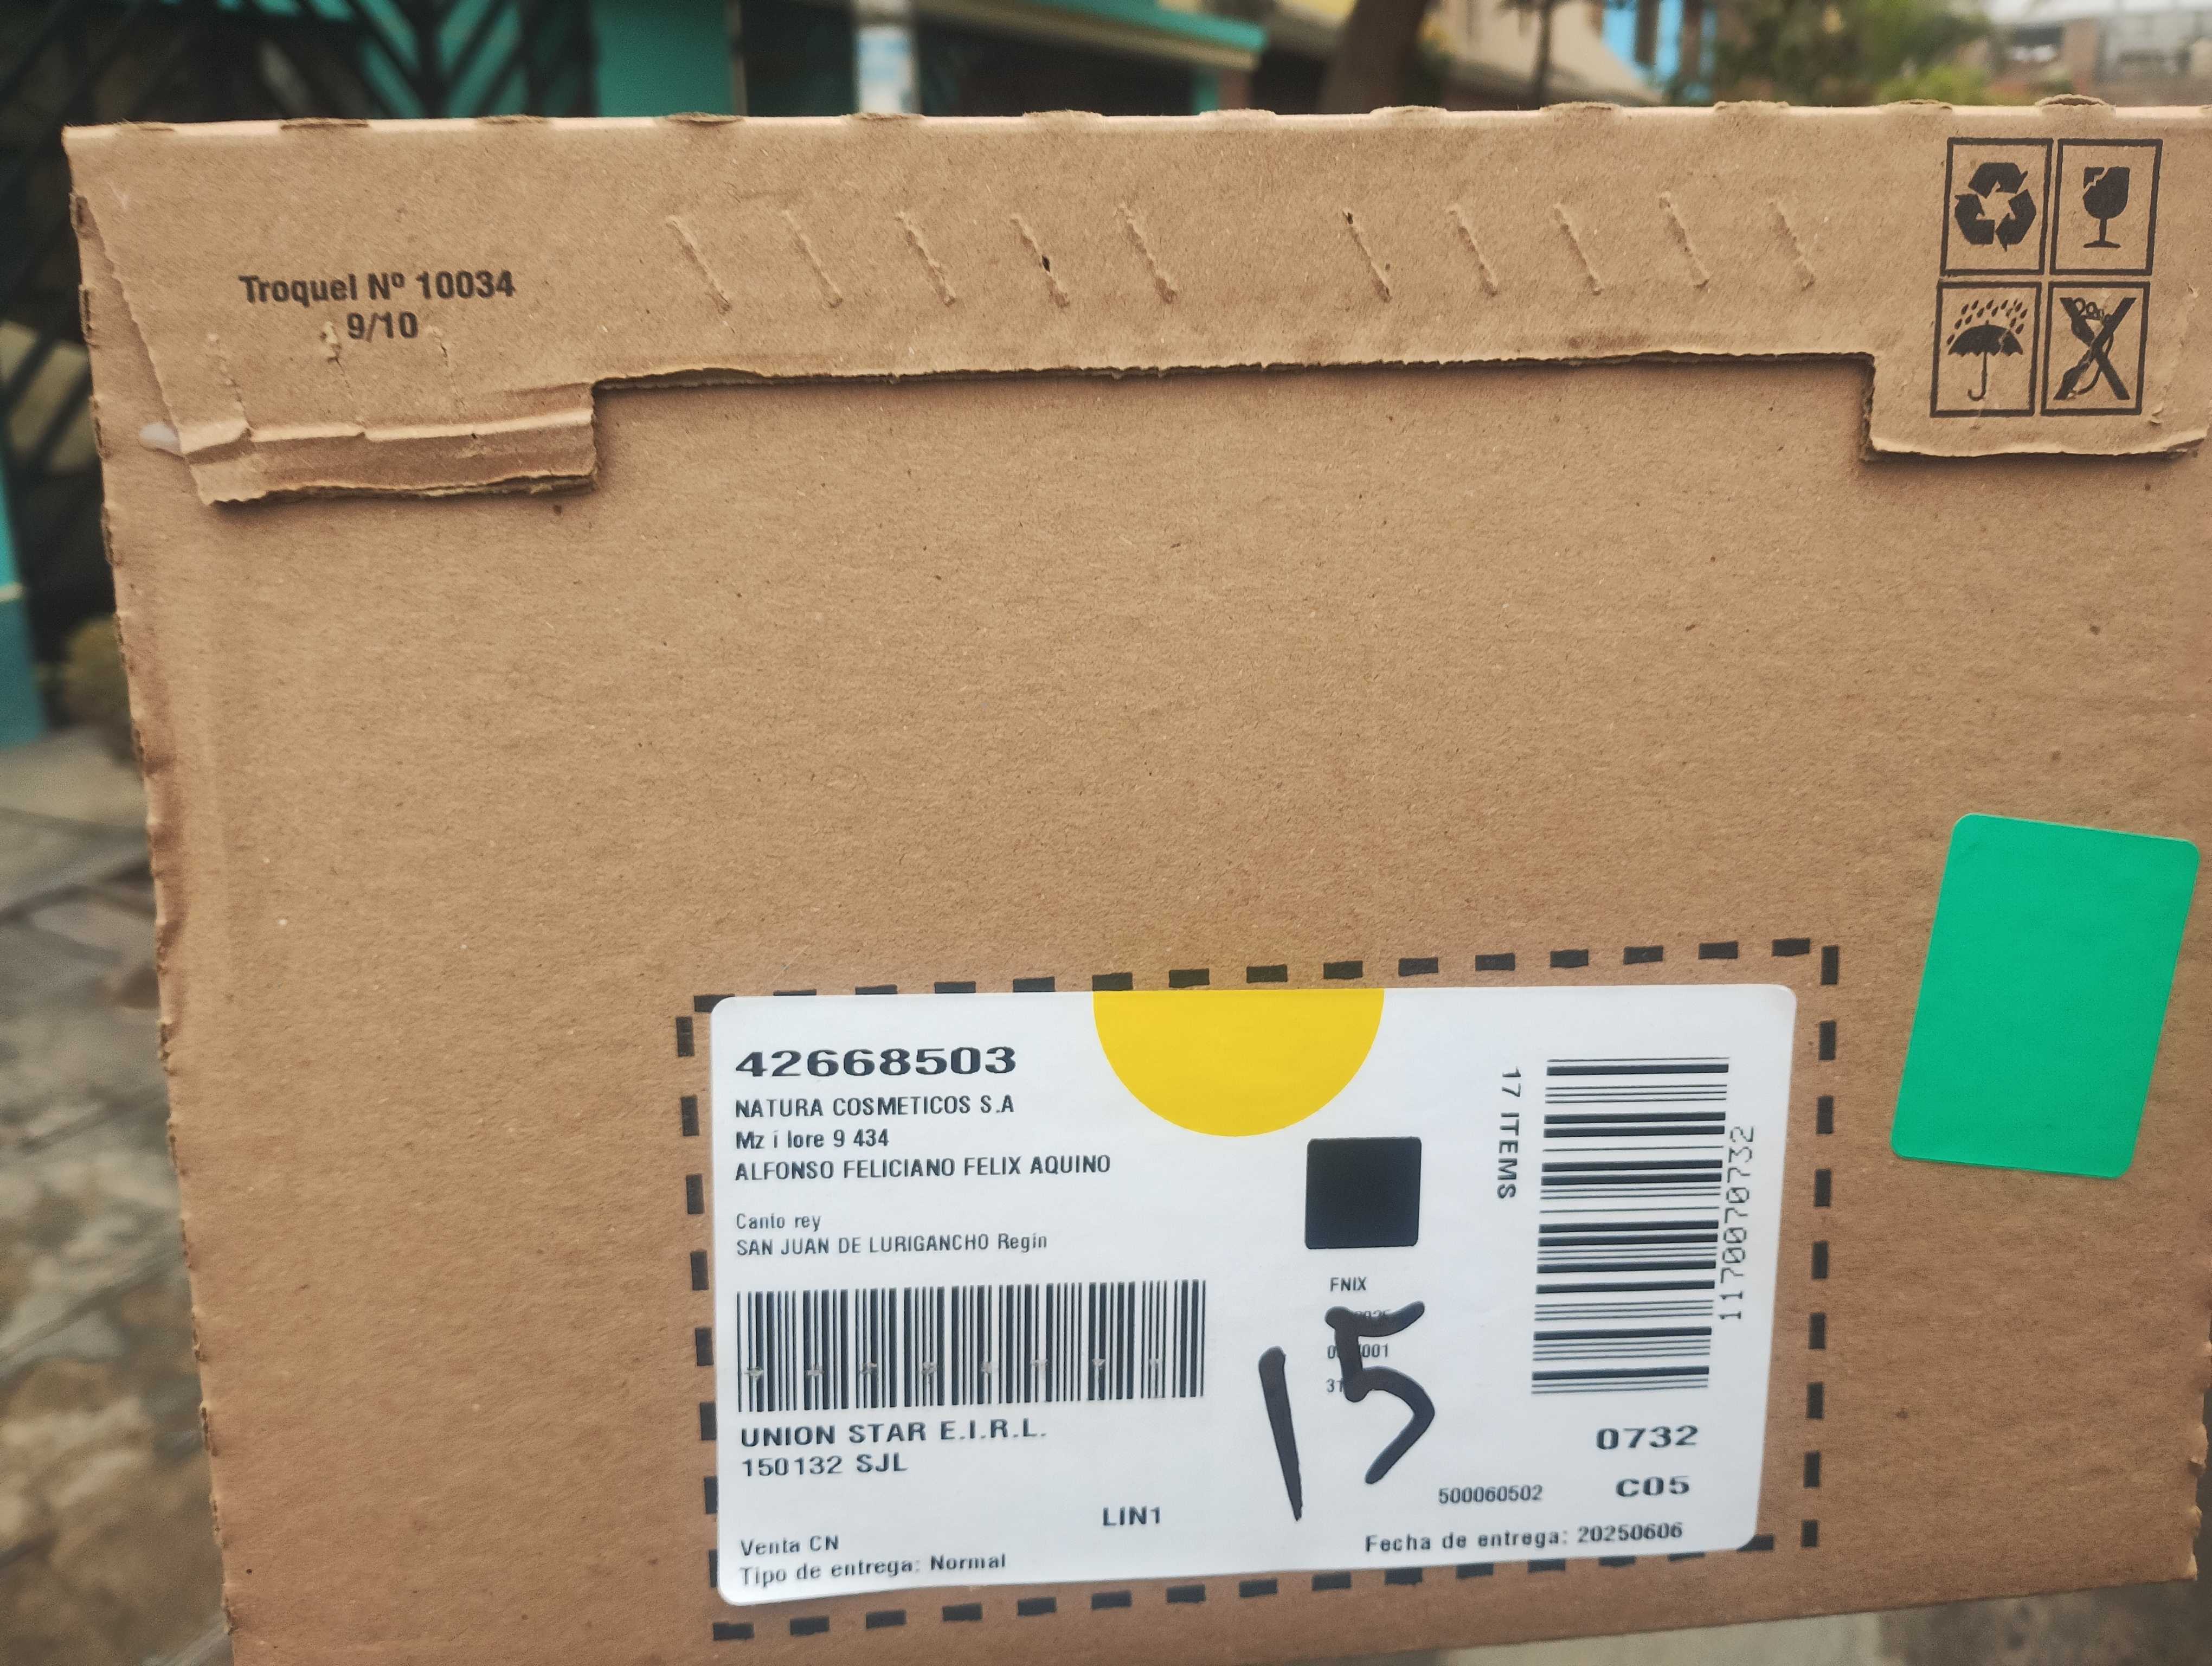 Troquel Nº 10034
9/10
42668503
NATURA COSMETICOS S.A
Mz i lore 9 434
ALFONSO FELICIANO FELIX AQUINO
Canto rey
SAN JUAN DE LURIGANCHO Regin
UNION STAR E.I.R.L.
150132 SJL
LIN1
Venta CN
Tipo de entrega: Normal
FNIX
15
17 ITEMS
1170070732
0732
C05
500060502
Fecha de entrega: 20250606